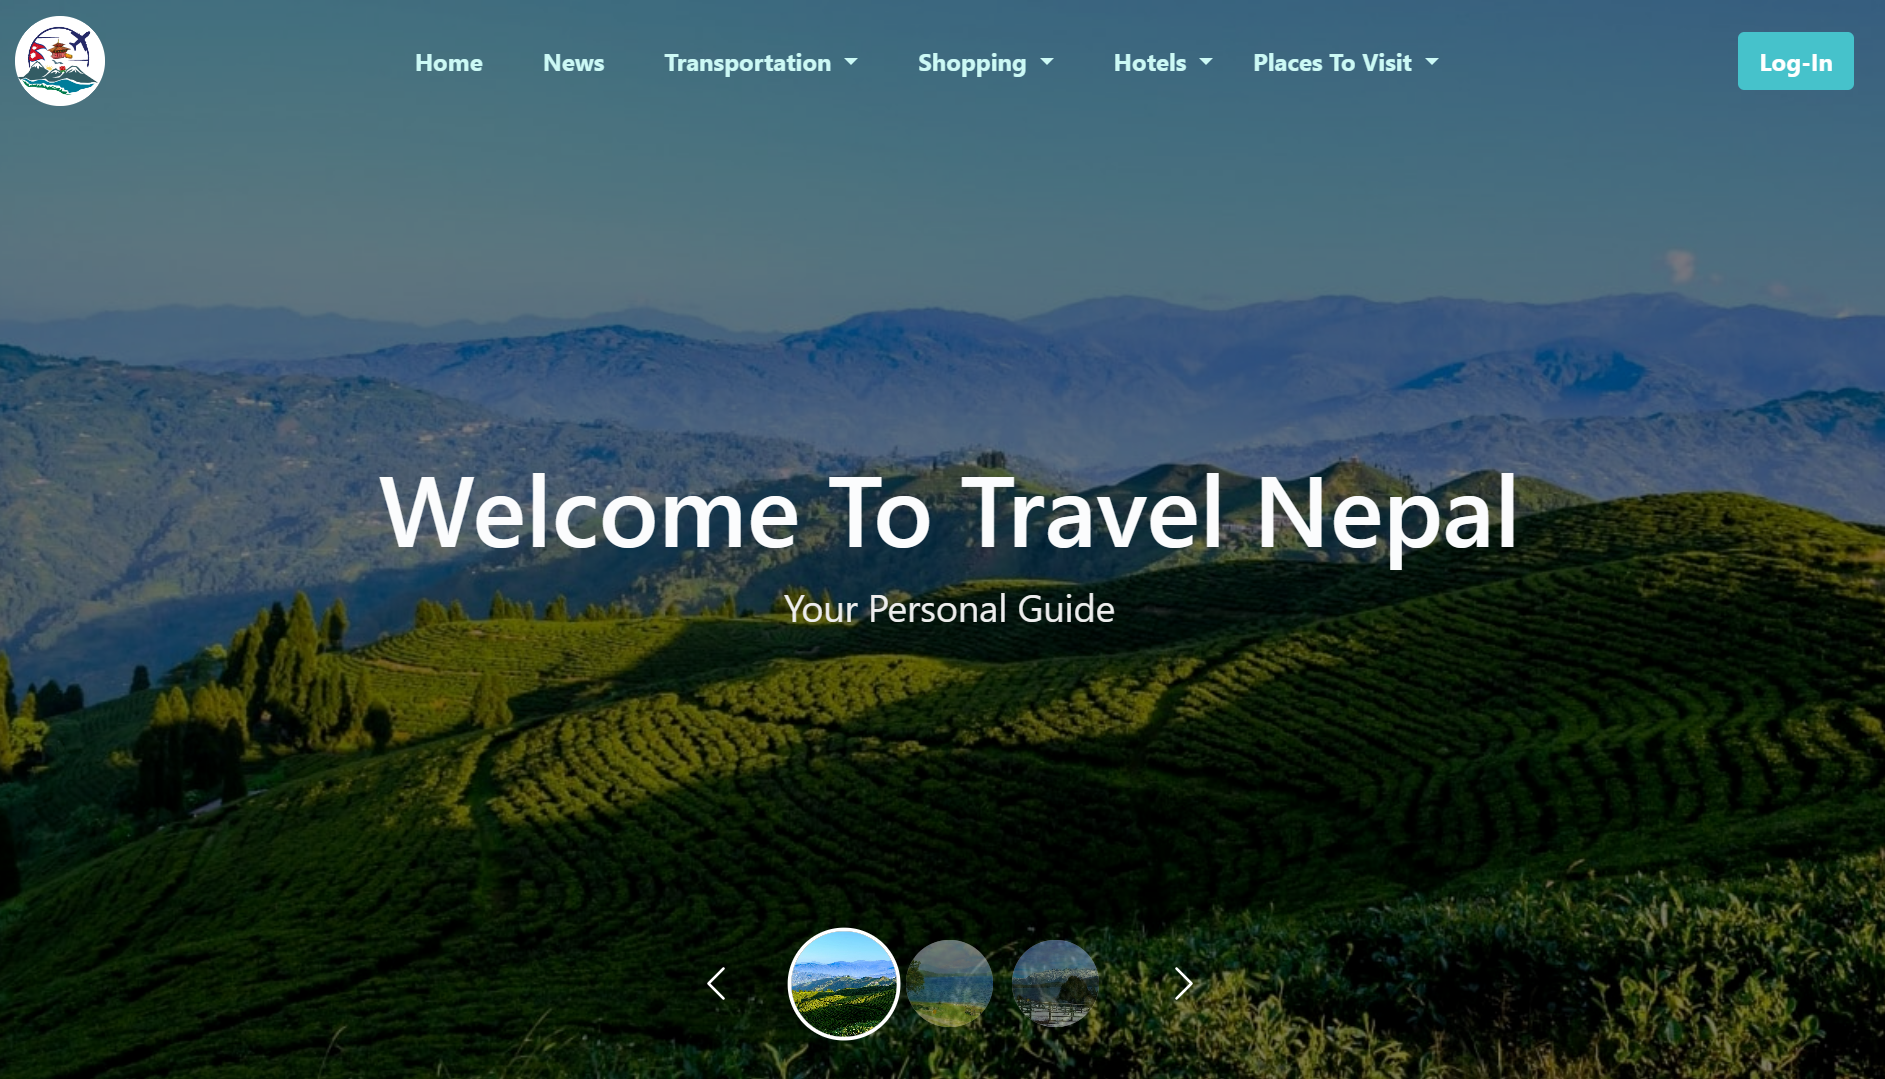 Home News Transportation Shopping Hotels Places To Visit Log-In
Welcome To Travel Nepal
Your Personal Guide